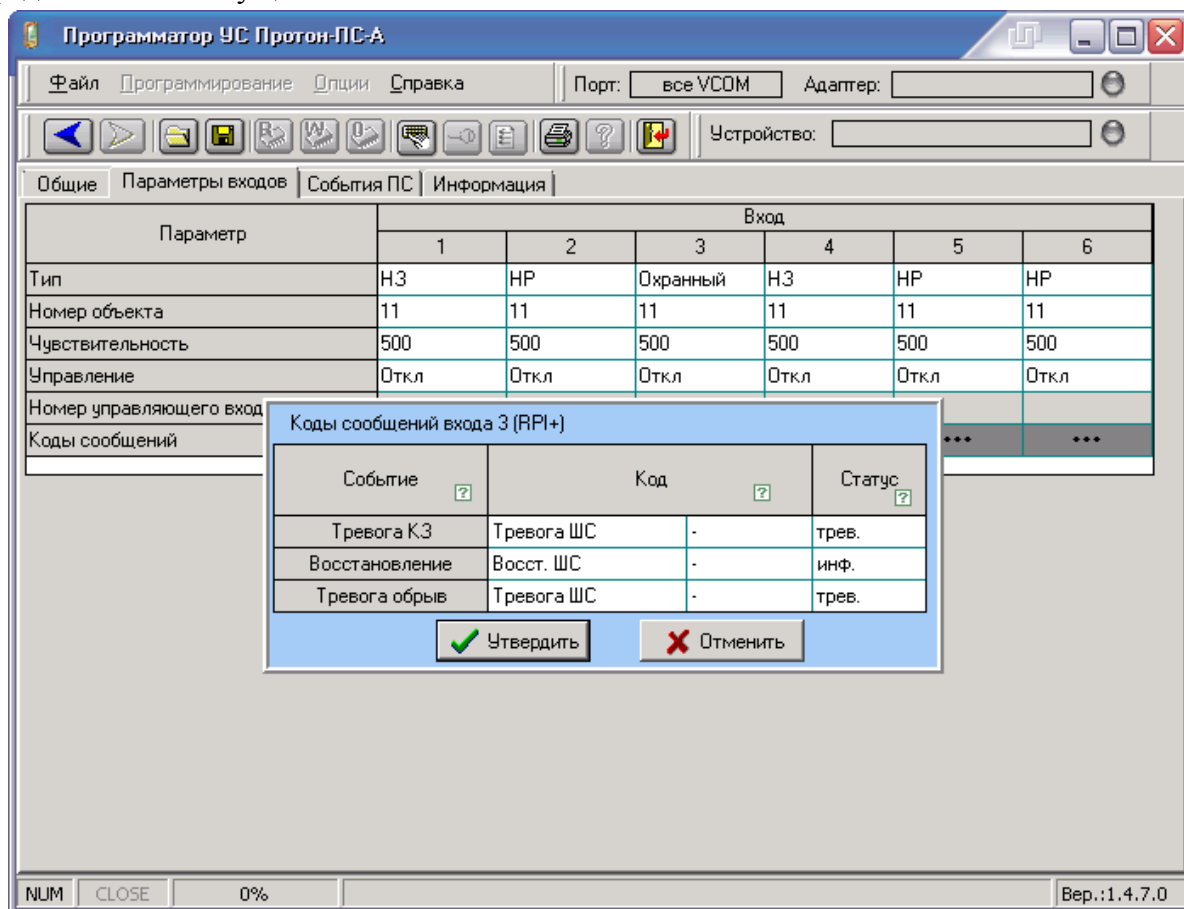 Программатор УС Протон-ПС-А
Файл Программирование Опции Справка Порт: все VCOM Адаптер:
Устройство:
Общие Параметры входов События ПС Информация
Параметр Вход
1 2 3 4 5 6
Тип НЗ НР Охранный НЗ НР НР
Номер объекта 11 11 11 11 11 11
Чувствительность 500 500 500 500 500 500
Управление Откл Откл Откл Откл Откл Откл
Номер управляющего вход
Коды сообщений ••• •••
Коды сообщений входа 3 (RPI+)
Событие ? Код ? Статус ?
Тревога КЗ Тревога ШС - трев.
Восстановление Восст. ШС - инф.
Тревога обрыв Тревога ШС - трев.
Утвердить Отменить
NUM CLOSE 0% Вер.:1.4.7.0